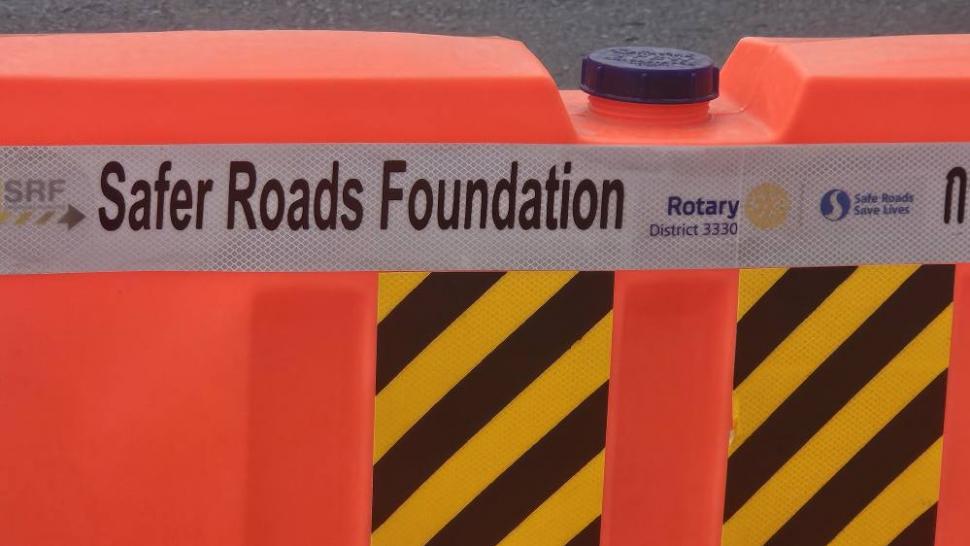 SRF
Safer Roads Foundation
Rotary
District 3330
Safe Roads
Save Lives